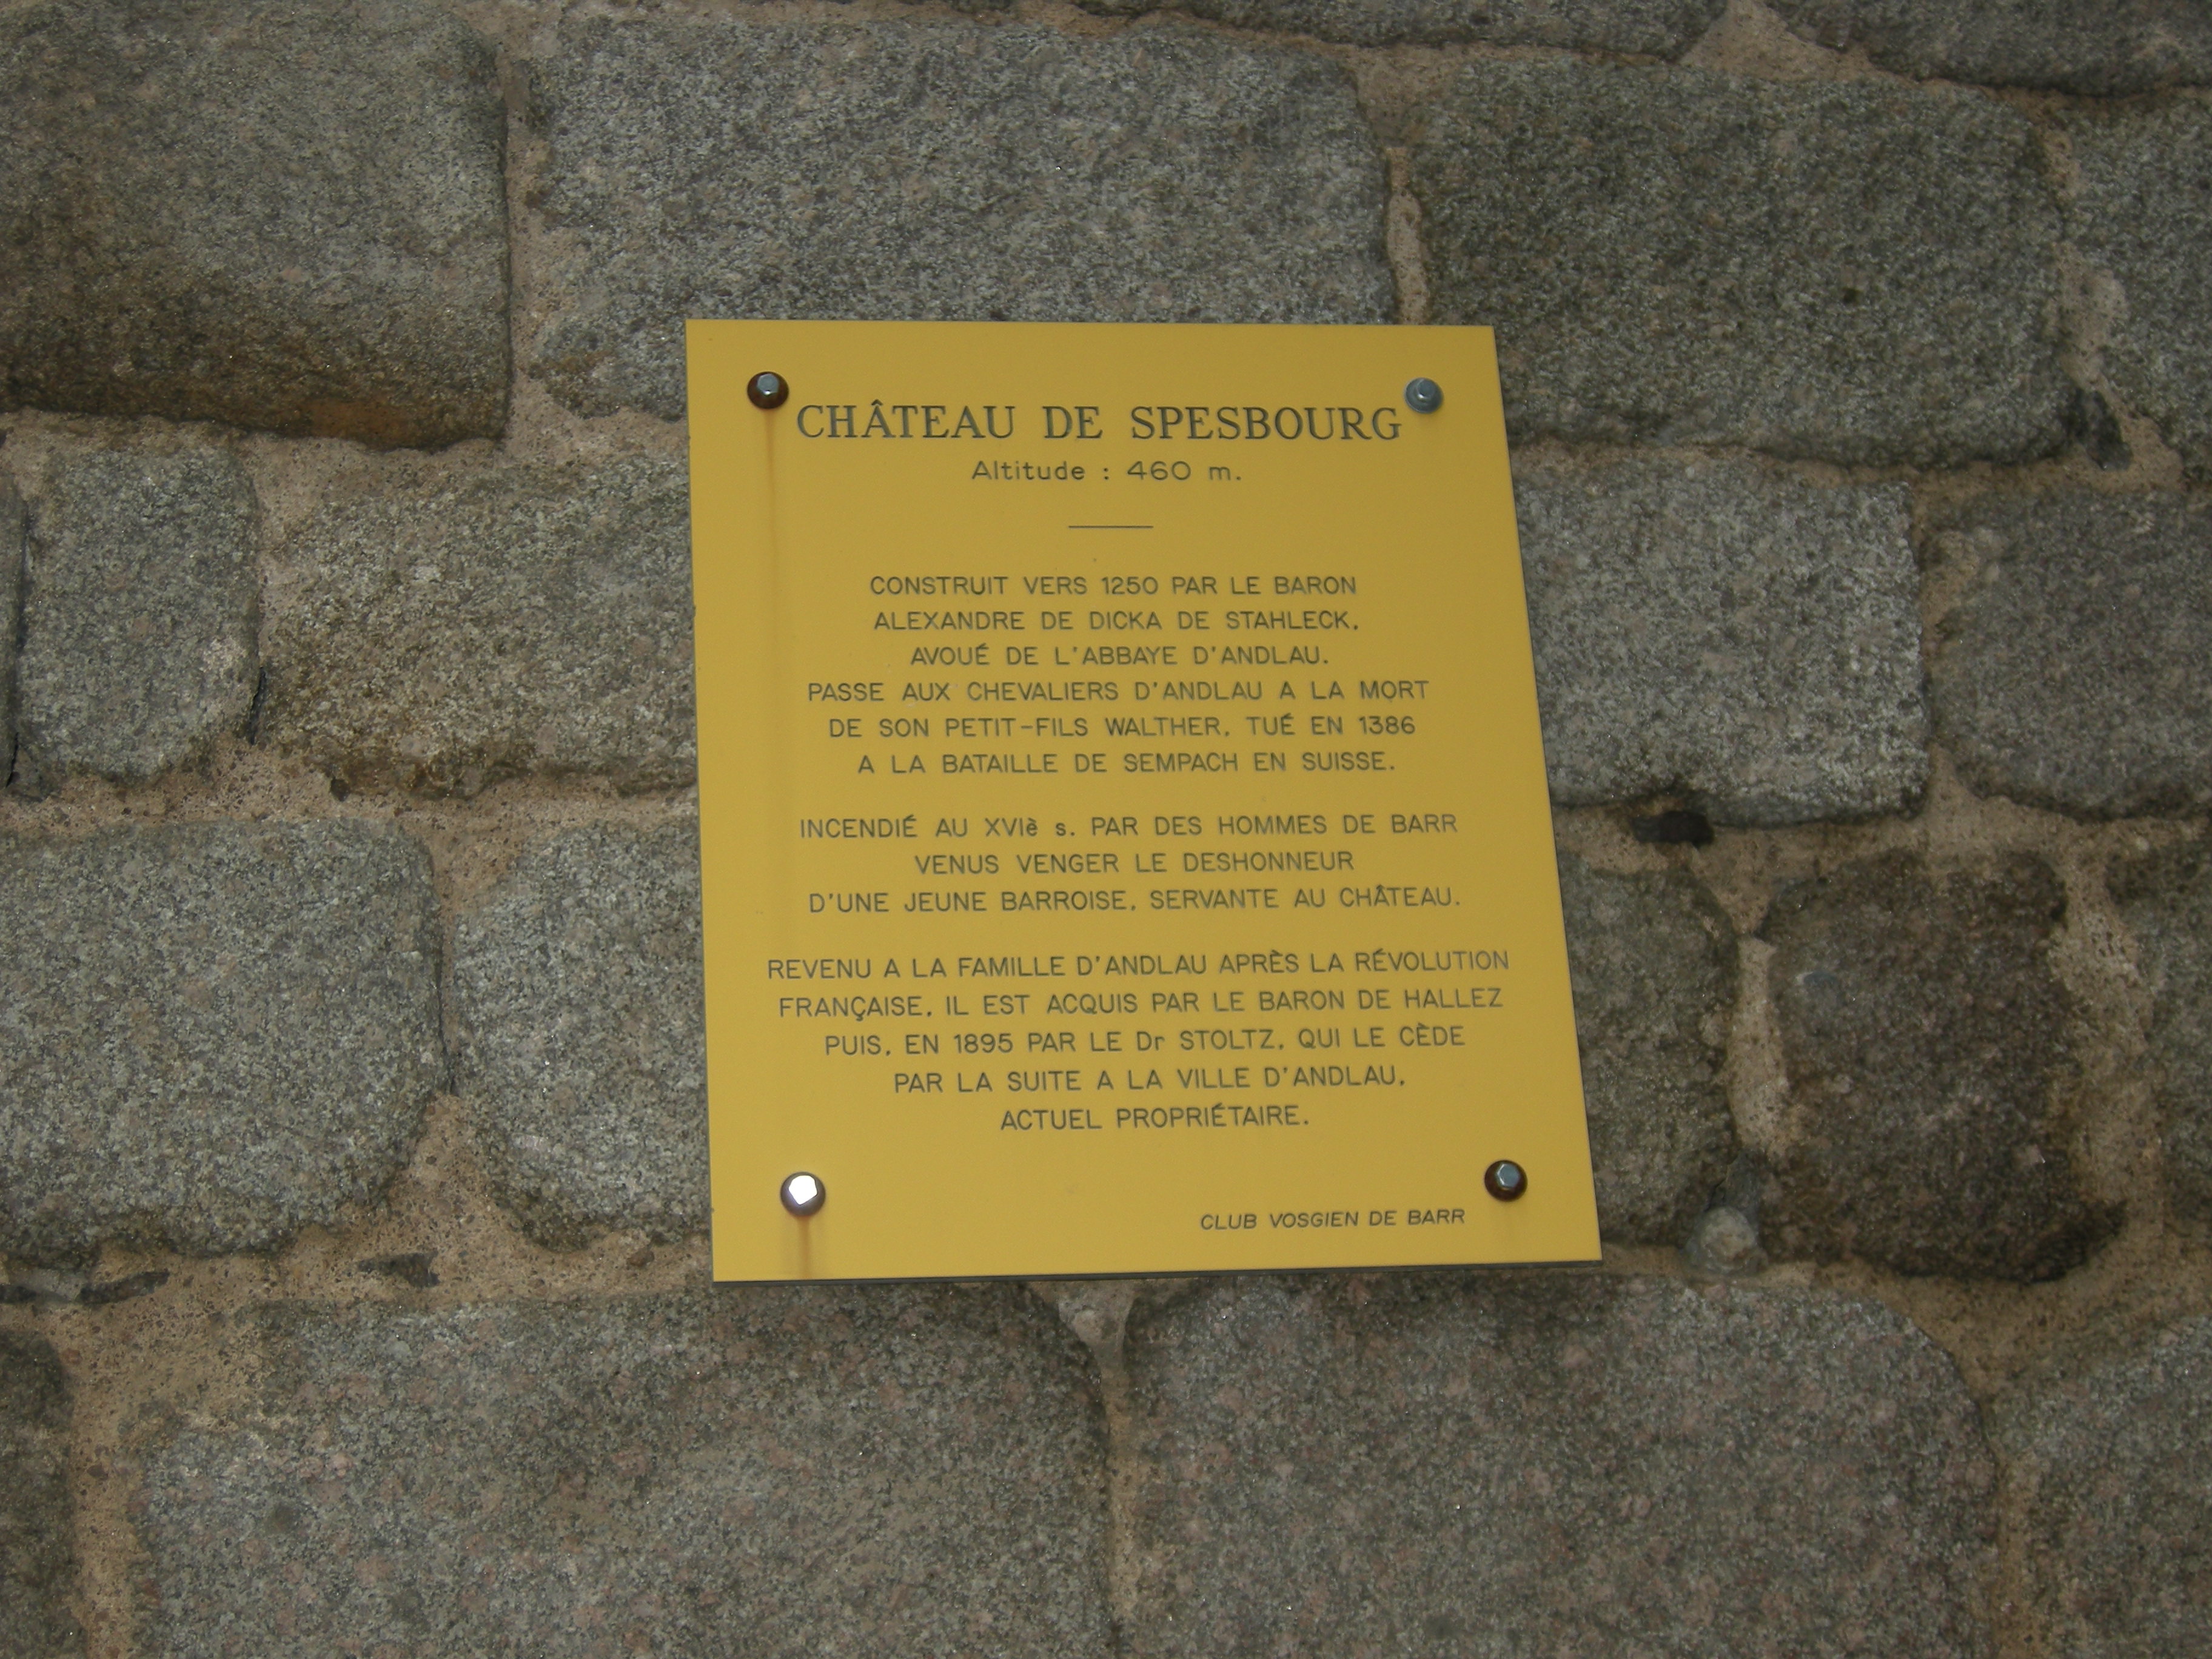 CHÂTEAU DE SPESBOURG
Altitude : 460 m.
CONSTRUIT VERS 1250 PAR LE BARON
ALEXANDRE DE DICKA DE STAHLECK,
AVOUÉ DE L'ABBAYE D'ANDLAU.
PASSE AUX CHEVALIERS D'ANDLAU A LA MORT
DE SON PETIT-FILS WALTHER, TUÉ EN 1386
A LA BATAILLE DE SEMPACH EN SUISSE.
INCENDIÉ AU XVIè s. PAR DES HOMMES DE BARR
VENUS VENGER LE DESHONNEUR
D'UNE JEUNE BARROISE, SERVANTE AU CHÂTEAU.
REVENU A LA FAMILLE D'ANDLAU APRÈS LA RÉVOLUTION
FRANÇAISE, IL EST ACQUIS PAR LE BARON DE HALLEZ
PUIS, EN 1895 PAR LE Dr STOLTZ, QUI LE CÈDE
PAR LA SUITE A LA VILLE D'ANDLAU,
ACTUEL PROPRIÉTAIRE.
CLUB VOSGIEN DE BARR